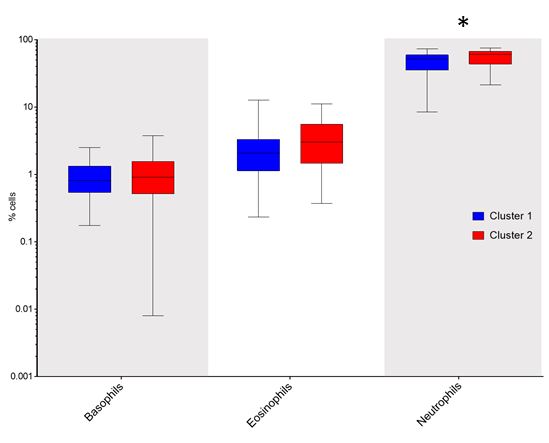 *
100
10
1
0.1
0.01
0.001
% cells
Cluster 1
Cluster 2
Basophils
Eosinophils
Neutrophils